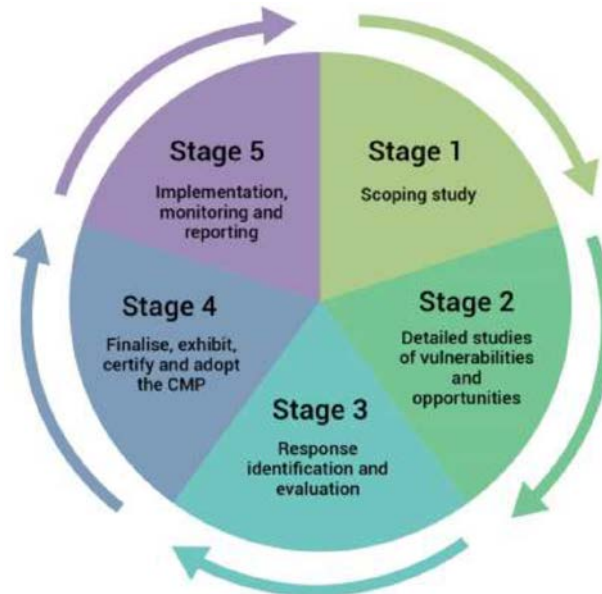 Stage 1
Scoping study
Stage 2
Detailed studies
of vulnerabilities
and
opportunities
Stage 3
Response
identification and
evaluation
Stage 4
Finalise, exhibit,
certify and adopt
the CMP
Stage 5
Implementation,
monitoring and
reporting